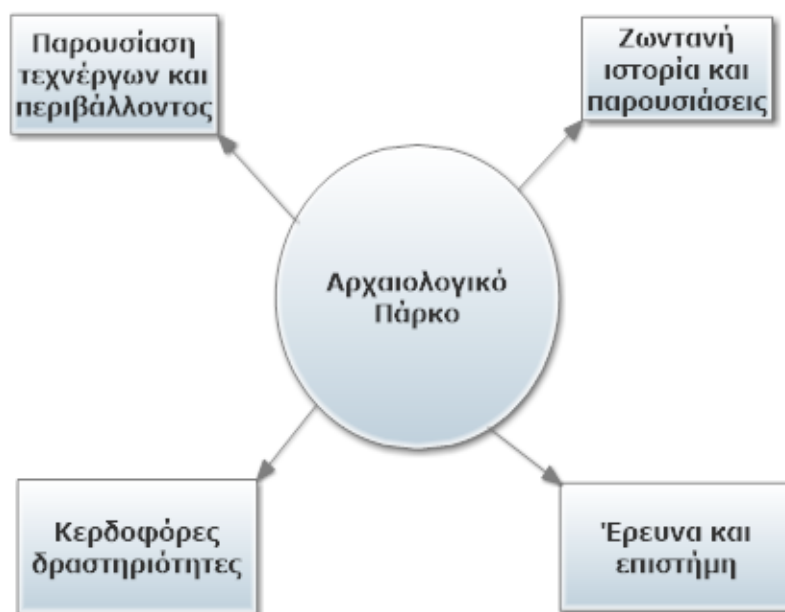 Παρουσίαση
τεχνέργων και
περιβάλλοντος
Ζωντανή
ιστορία και
παρουσιάσεις
Αρχαιολογικό
Πάρκο
Κερδοφόρες
δραστηριότητες
Έρευνα και
επιστήμη